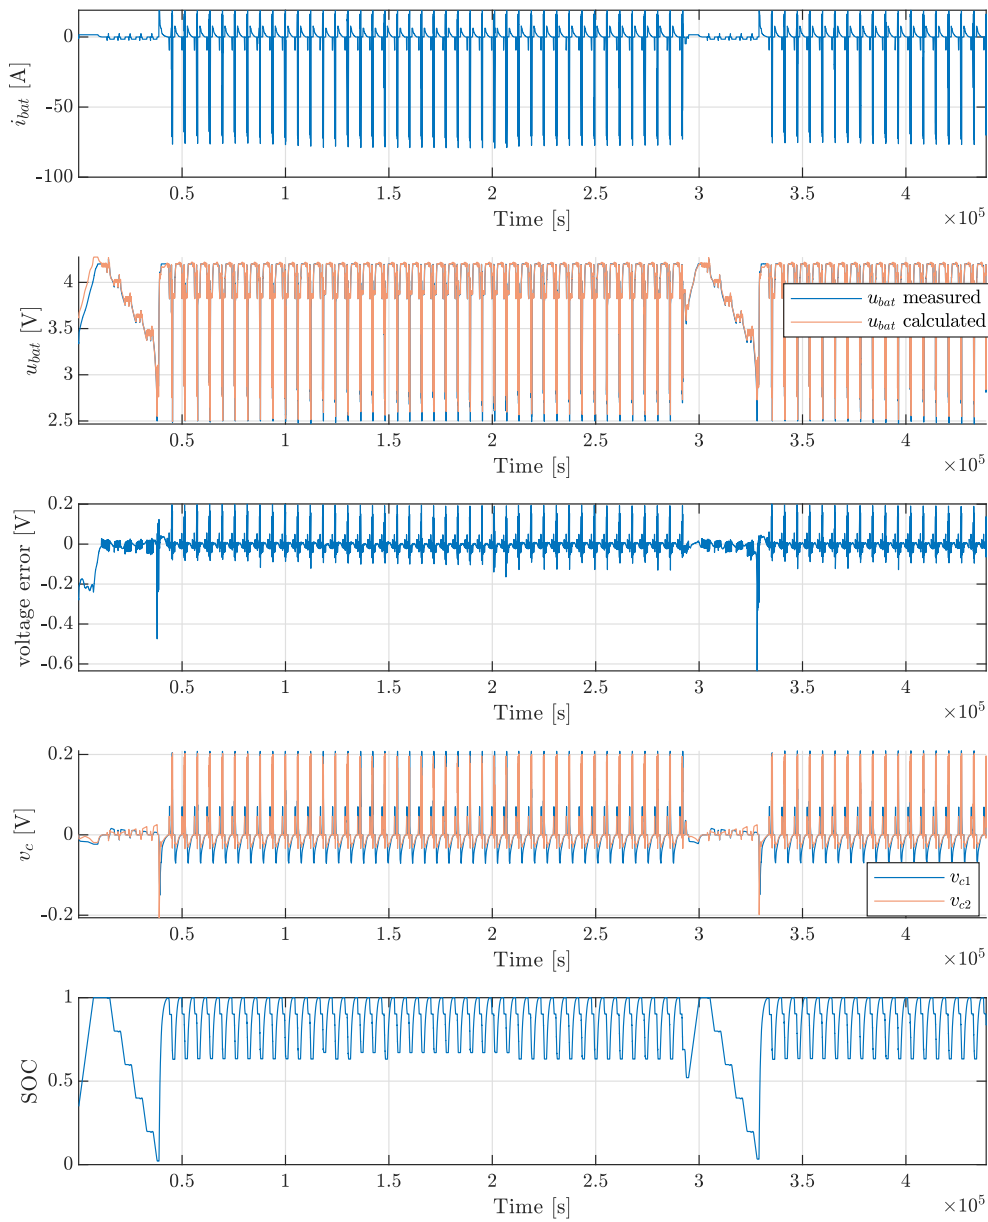 0
-50
-100
i_bat [A]
0.5 1 1.5 2 2.5 3 3.5 4
Time [s]
×10^5
4
3.5
3
2.5
u_bat [V]
u_bat measured
u_bat calculated
0.5 1 1.5 2 2.5 3 3.5 4
Time [s]
×10^5
0.2
0
-0.2
-0.4
-0.6
voltage error [V]
0.5 1 1.5 2 2.5 3 3.5 4
Time [s]
×10^5
0.2
0
-0.2
v_c [V]
v_c1
v_c2
0.5 1 1.5 2 2.5 3 3.5 4
Time [s]
×10^5
1
0.5
0
SOC
0.5 1 1.5 2 2.5 3 3.5 4
Time [s]
×10^5